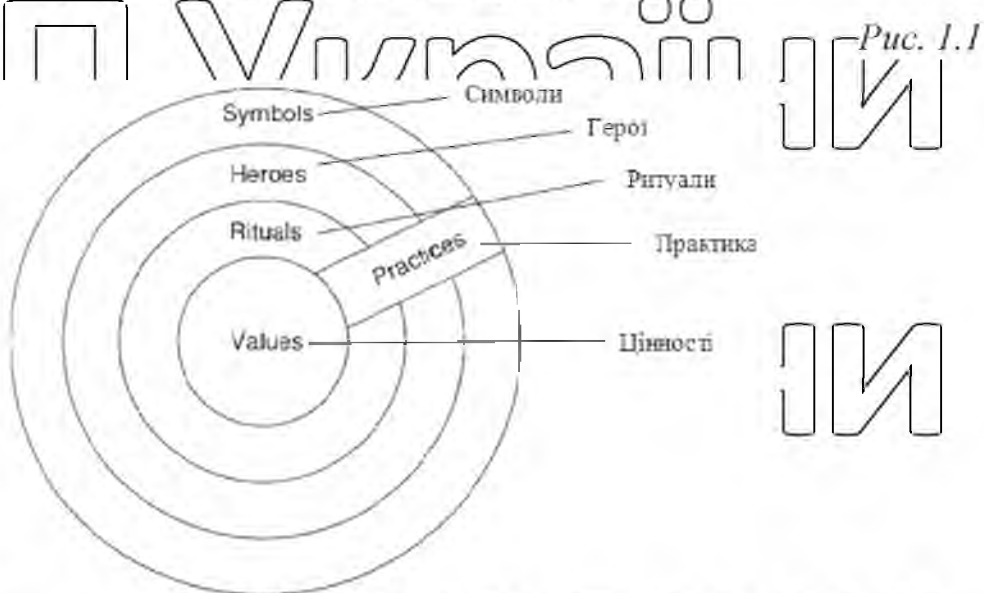 Рис. 1.1
Symbols
Символи
Герої
Heroes
Ритуали
Rituals
Practices
Практика
Values
Цінності